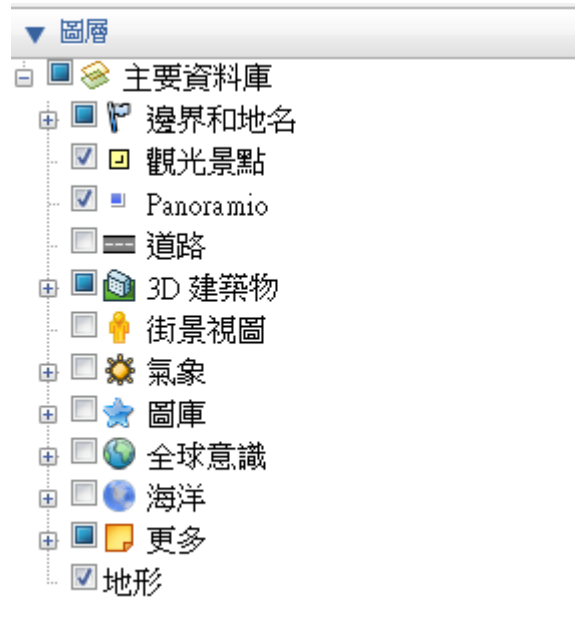 圖層
主要資料庫
邊界和地名
觀光景點
Panoramio
道路
3D 建築物
街景視圖
氣象
圖庫
全球意識
海洋
更多
地形